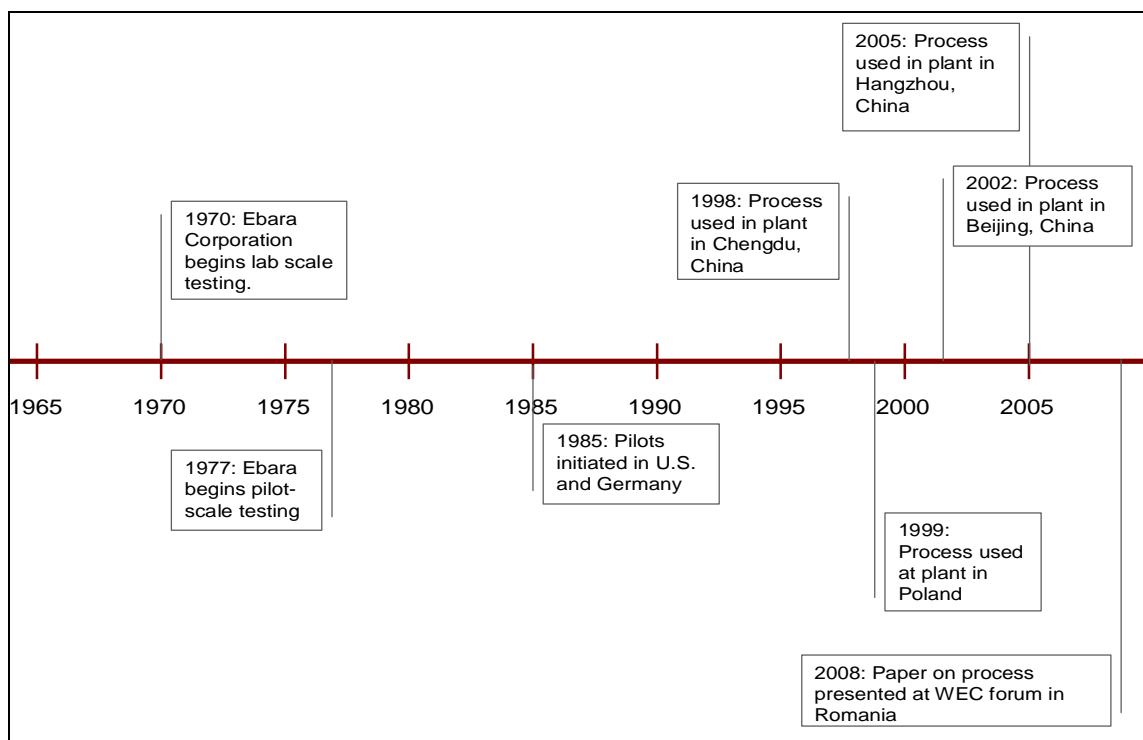 2005: Process
used in plant in
Hangzhou,
China
2002: Process
used in plant in
Beijing, China
1998: Process
used in plant
in Chengdu,
China
1970: Ebara
Corporation
begins lab scale
testing.
1965
1970
1975
1980
1985
1990
1995
2000
2005
1977: Ebara
begins pilot-
scale testing
1985: Pilots
initiated in U.S.
and Germany
1999:
Process used
at plant in
Poland
2008: Paper on process
presented at WEC forum in
Romania